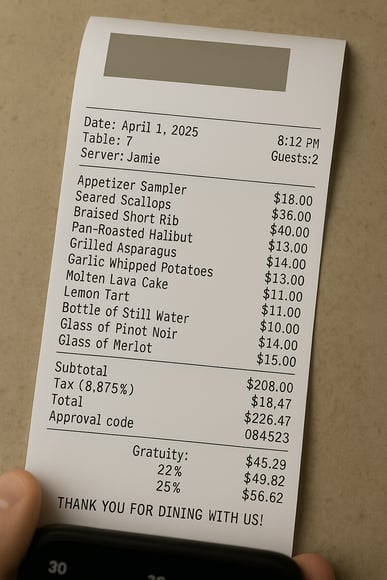 Date: April 1, 2025 8:12 PM
Table: 7 Guests:2
Server: Jamie
Appetizer Sampler $18.00
Seared Scallops $36.00
Braised Short Rib $40.00
Pan-Roasted Halibut $13.00
Grilled Asparagus $14.00
Garlic Whipped Potatoes $13.00
Molten Lava Cake $11.00
Lemon Tart $11.00
Bottle of Still Water $10.00
Glass of Pinot Noir $14.00
Glass of Merlot $15.00
Subtotal $208.00
Tax (8,875%) $18,47
Total $226.47
Approval code 084523
Gratuity: $45.29
22% $49.82
25% $56.62
THANK YOU FOR DINING WITH US!
30